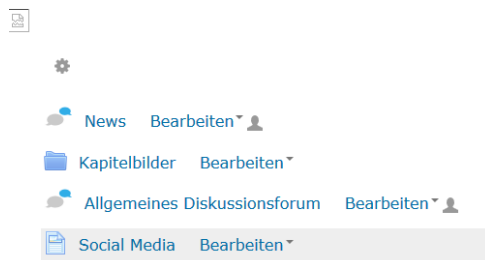 News Bearbeiten
Kapitelbilder Bearbeiten
Allgemeines Diskussionsforum Bearbeiten
Social Media Bearbeiten